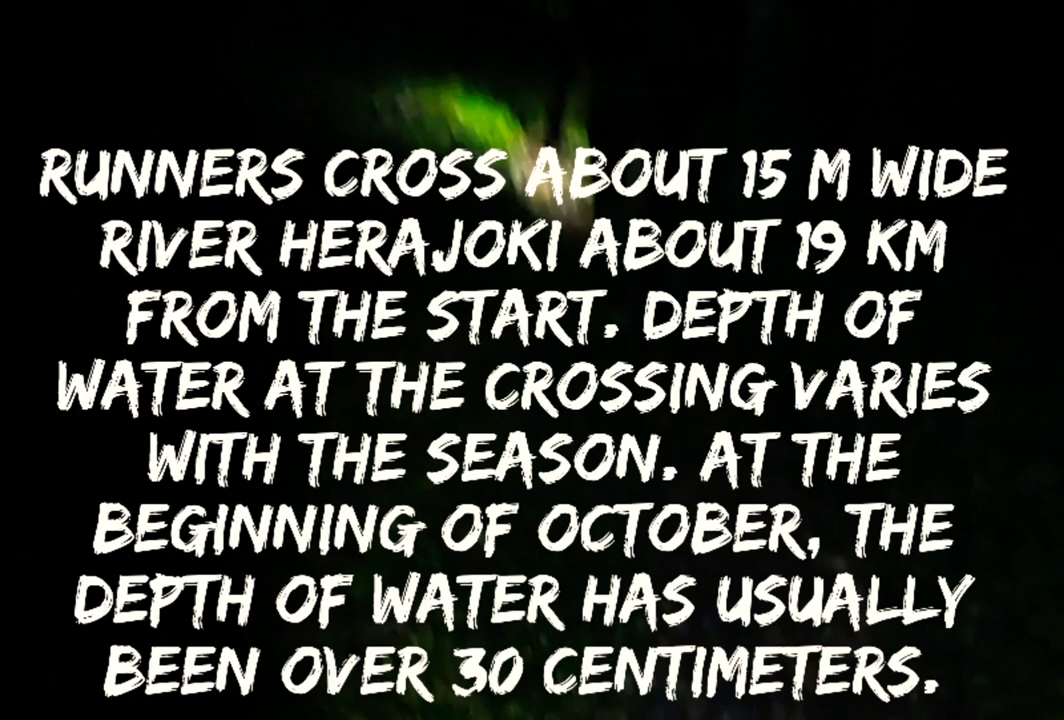 RUNNERS CROSS ABOUT 15 M WIDE
RIVER HERAJOKI ABOUT 19 KM
FROM THE START. DEPTH OF
WATER AT THE CROSSING VARIES
WITH THE SEASON. AT THE
BEGINNING OF OCTOBER, THE
DEPTH OF WATER HAS USUALLY
BEEN OVER 30 CENTIMETERS.